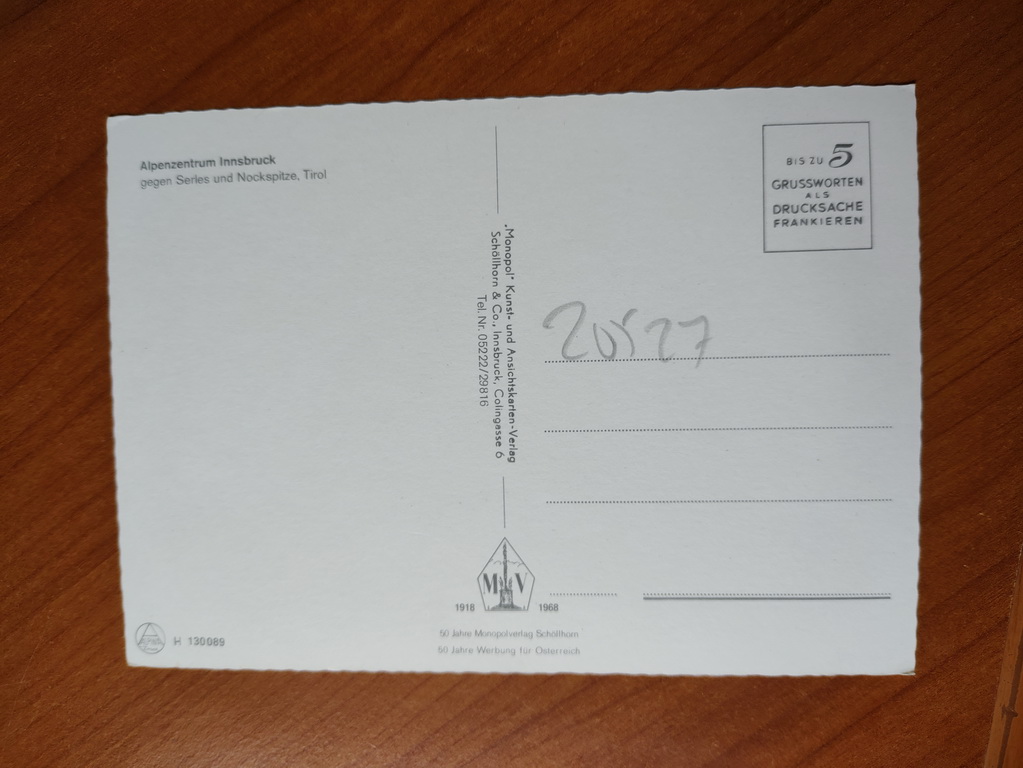 Alpenzentrum Innsbruck
gegen Serles und Nockspitze, Tirol
BIS ZU 5
GRUSSWORTEN
ALS
DRUCKSACHE
FRANKIEREN
„Monopol“ Kunst- und Ansichtskarten-Verlag
Schöllhorn & Co., Innsbruck, Colingasse 6
Tel. Nr. 05222/29816
20527
M V
1918 1968
50 Jahre Monopolverlag Schöllhorn
50 Jahre Werbung für Österreich
H 130089